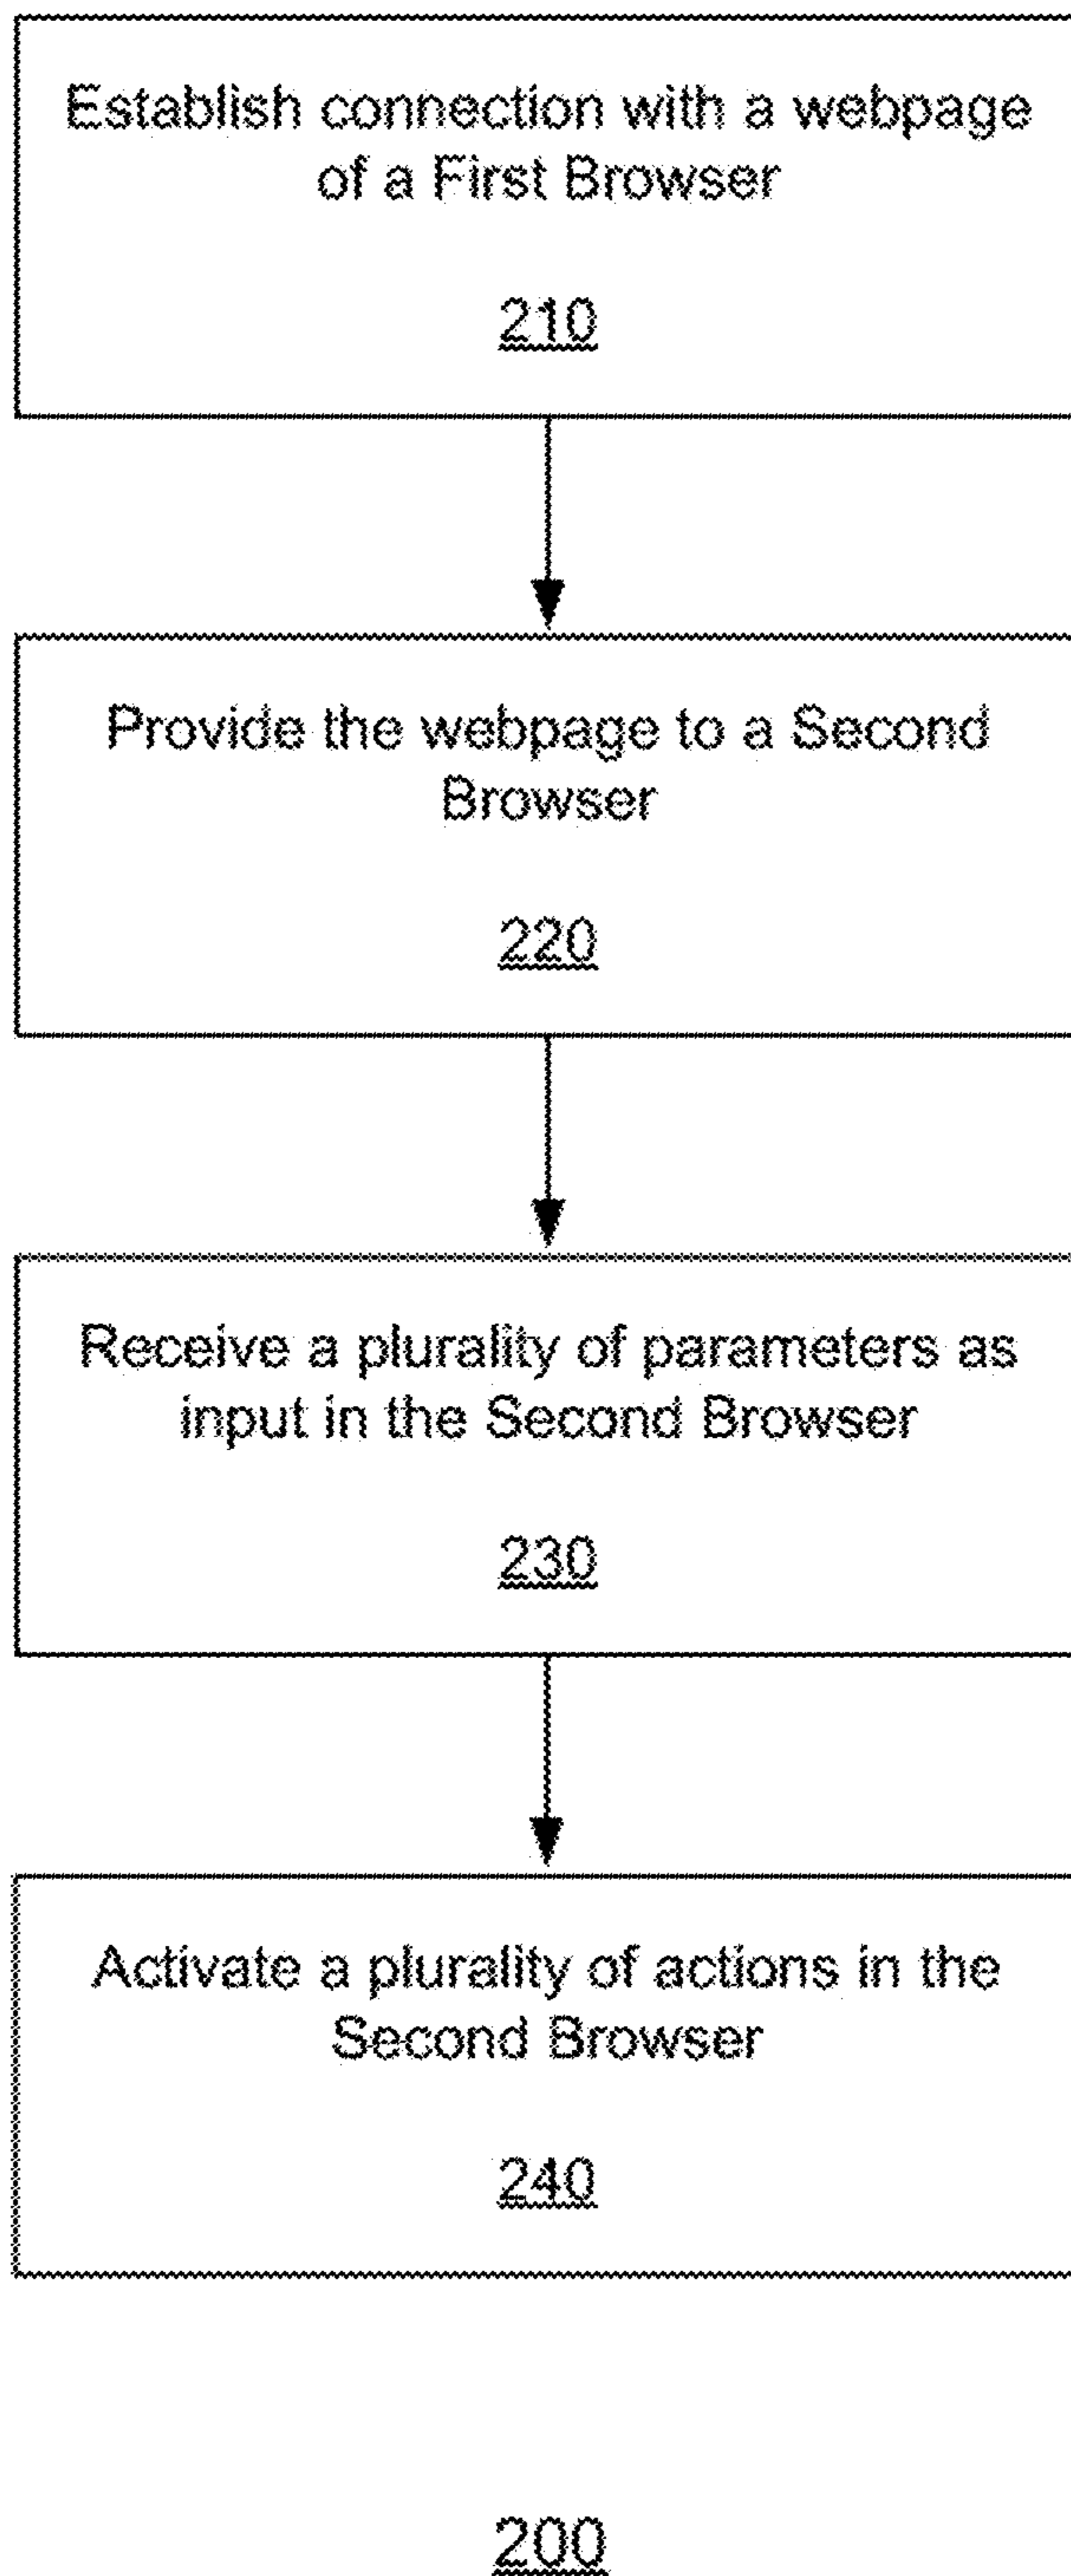 Establish connection with a webpage
of a First Browser
210
Provide the webpage to a Second
Browser
220
Receive a plurality of parameters as
input in the Second Browser
230
Activate a plurality of actions in the
Second Browser
240
200